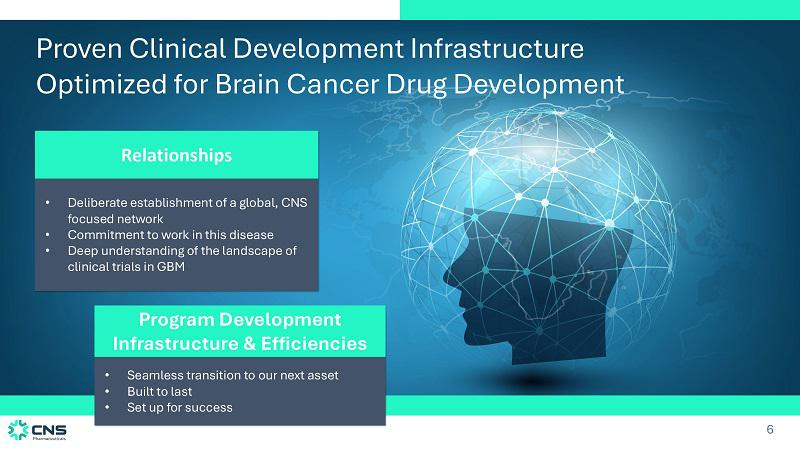 Proven Clinical Development Infrastructure
Optimized for Brain Cancer Drug Development
Relationships
• Deliberate establishment of a global, CNS
focused network
• Commitment to work in this disease
• Deep understanding of the landscape of
clinical trials in GBM
Program Development
Infrastructure & Efficiencies
• Seamless transition to our next asset
• Built to last
• Set up for success
CNS
Pharmaceuticals
6